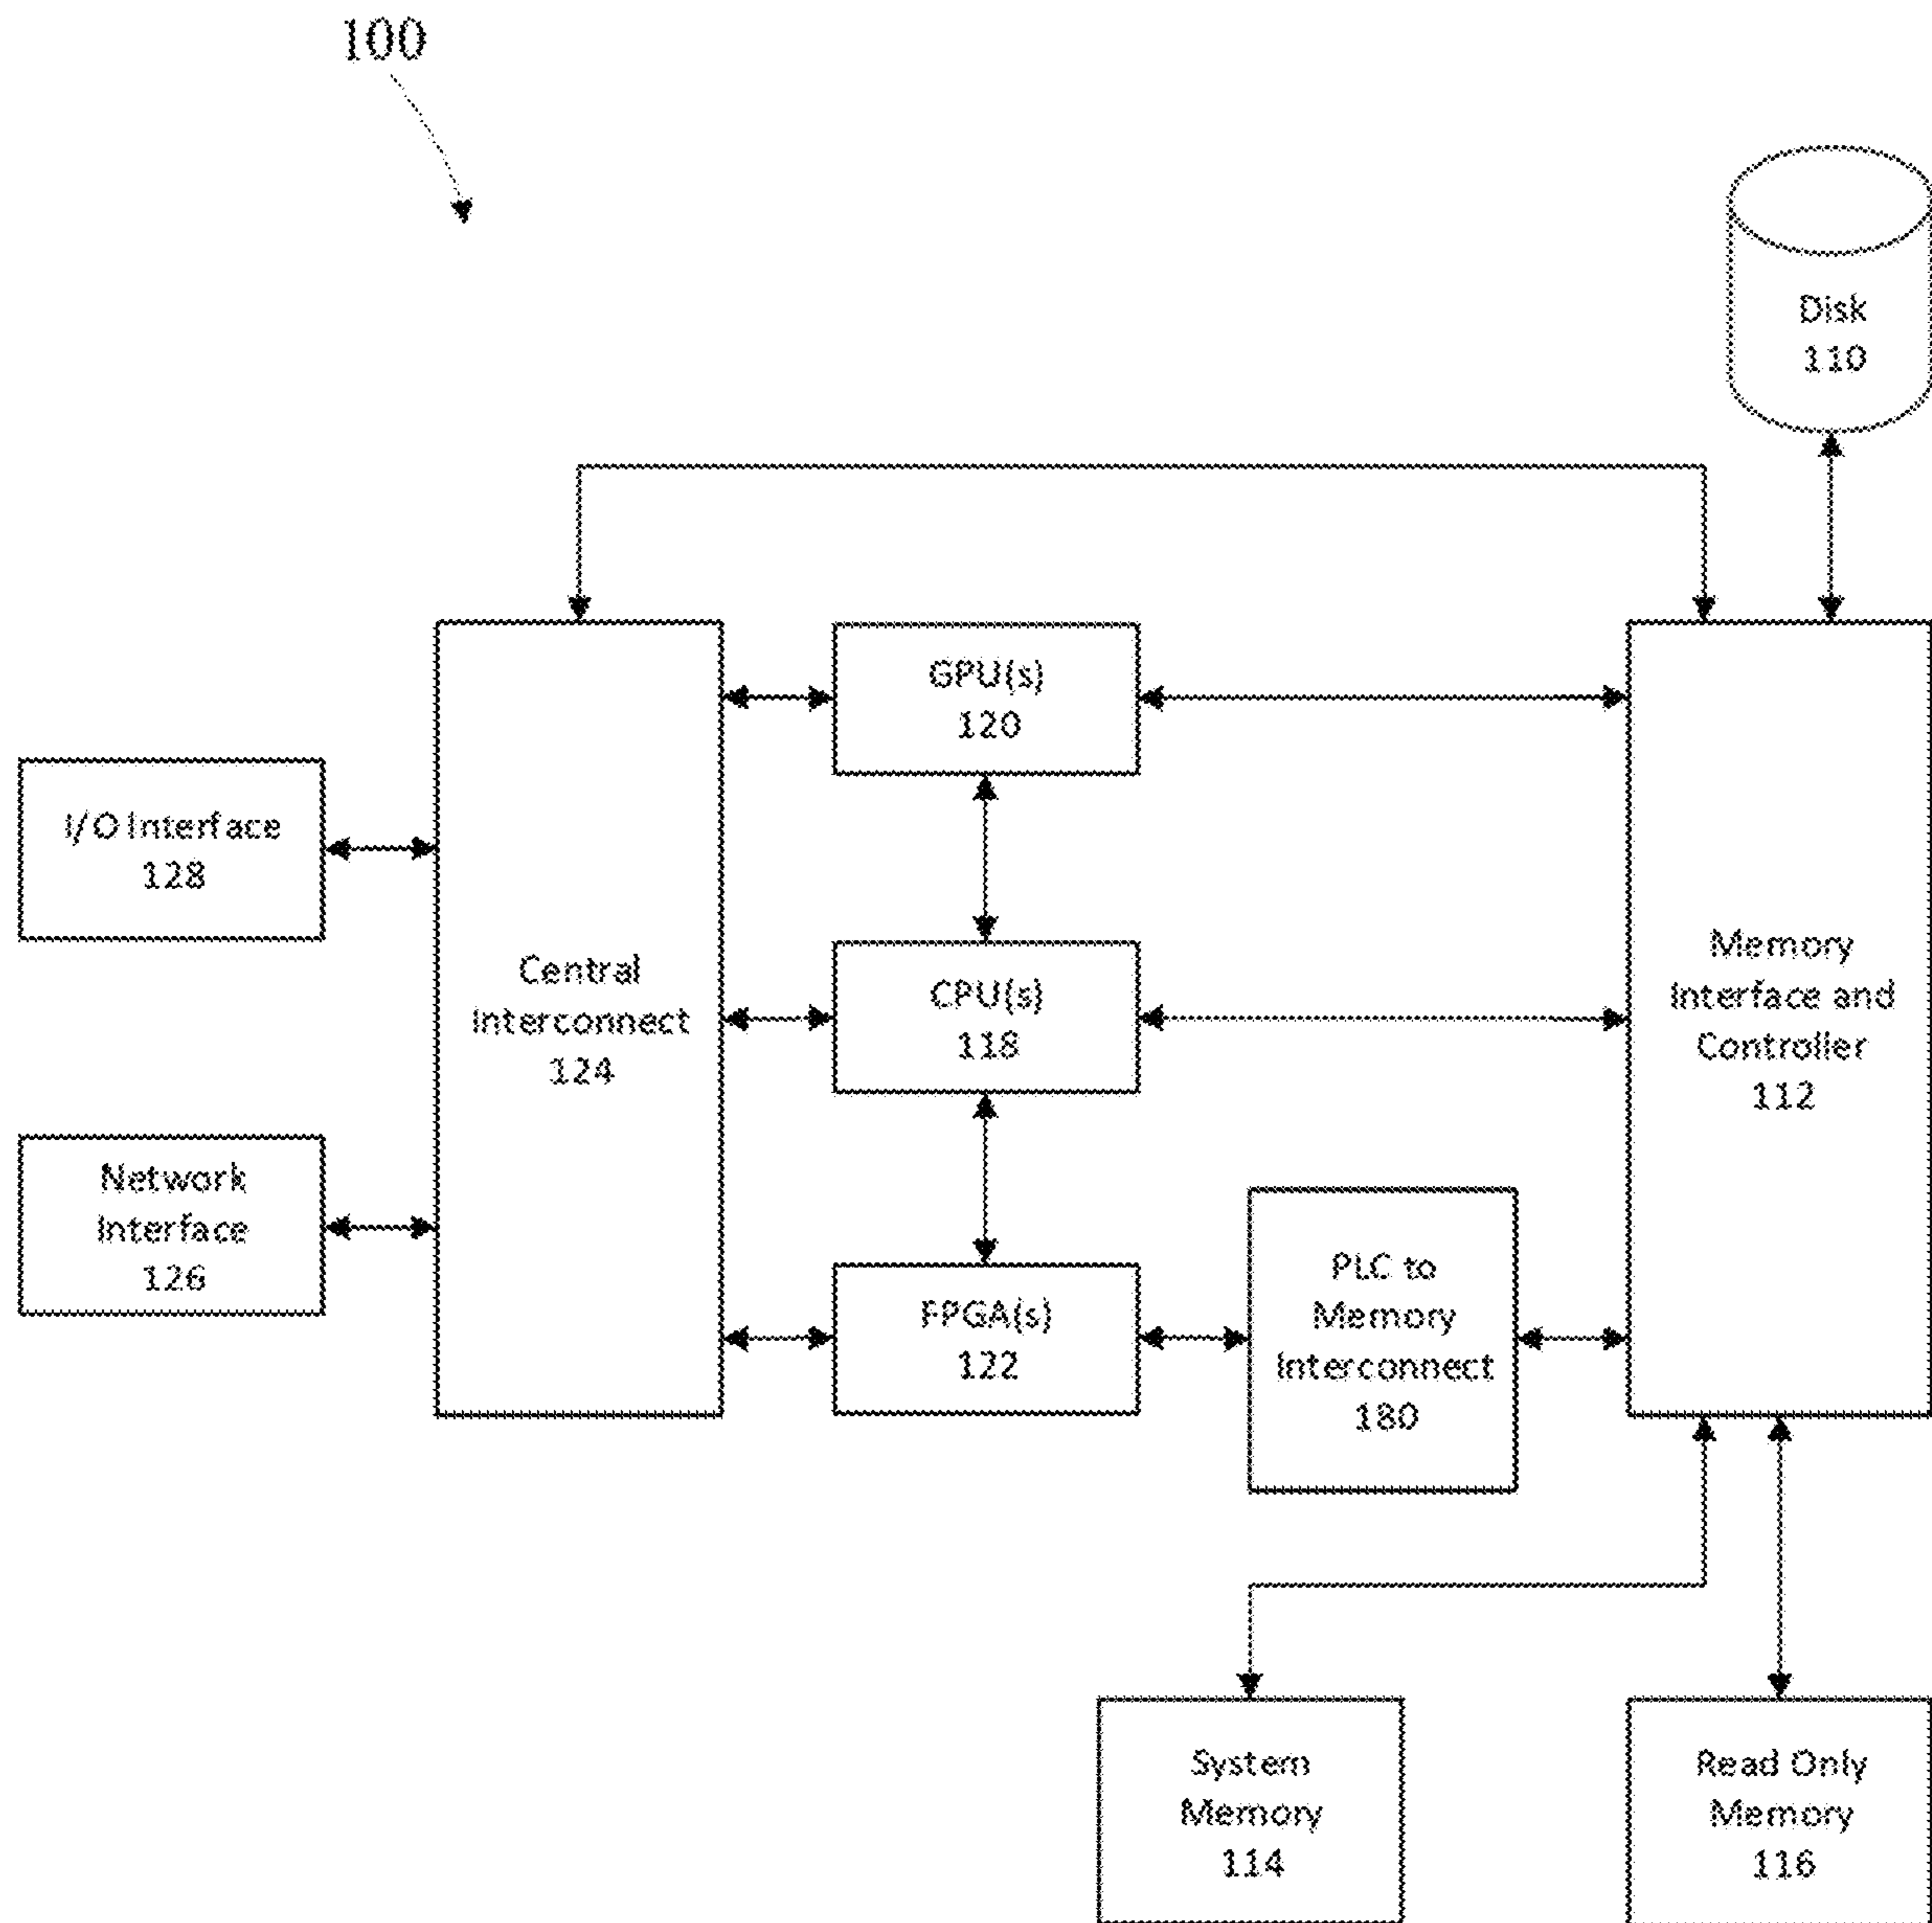 100
Disk
110
GPU(s)
120
I/O Interface
128
Central
Interconnect
124
CPU(s)
118
Memory
Interface and
Controller
112
Network
Interface
126
FPGA(s)
122
PLC to
Memory
Interconnect
180
System
Memory
114
Read Only
Memory
116